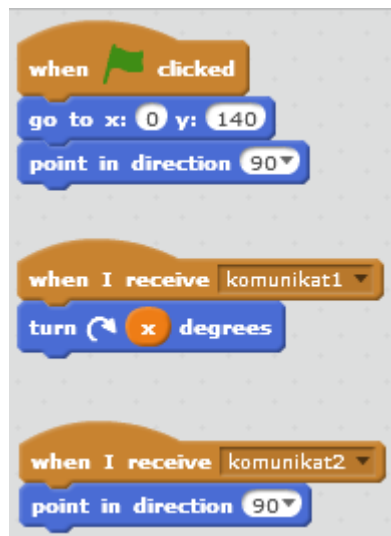 when clicked
go to x: 0 y: 140
point in direction 90
when I receive komunikat1
turn x degrees
when I receive komunikat2
point in direction 90